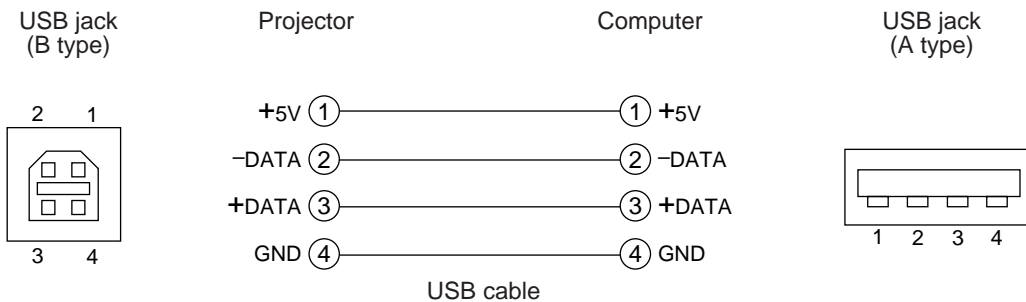 USB jack
(B type)
Projector
Computer
USB jack
(A type)
2 1
3 4
+5V 1
1 +5V
−DATA 2
2 −DATA
+DATA 3
3 +DATA
GND 4
4 GND
USB cable
1 2 3 4